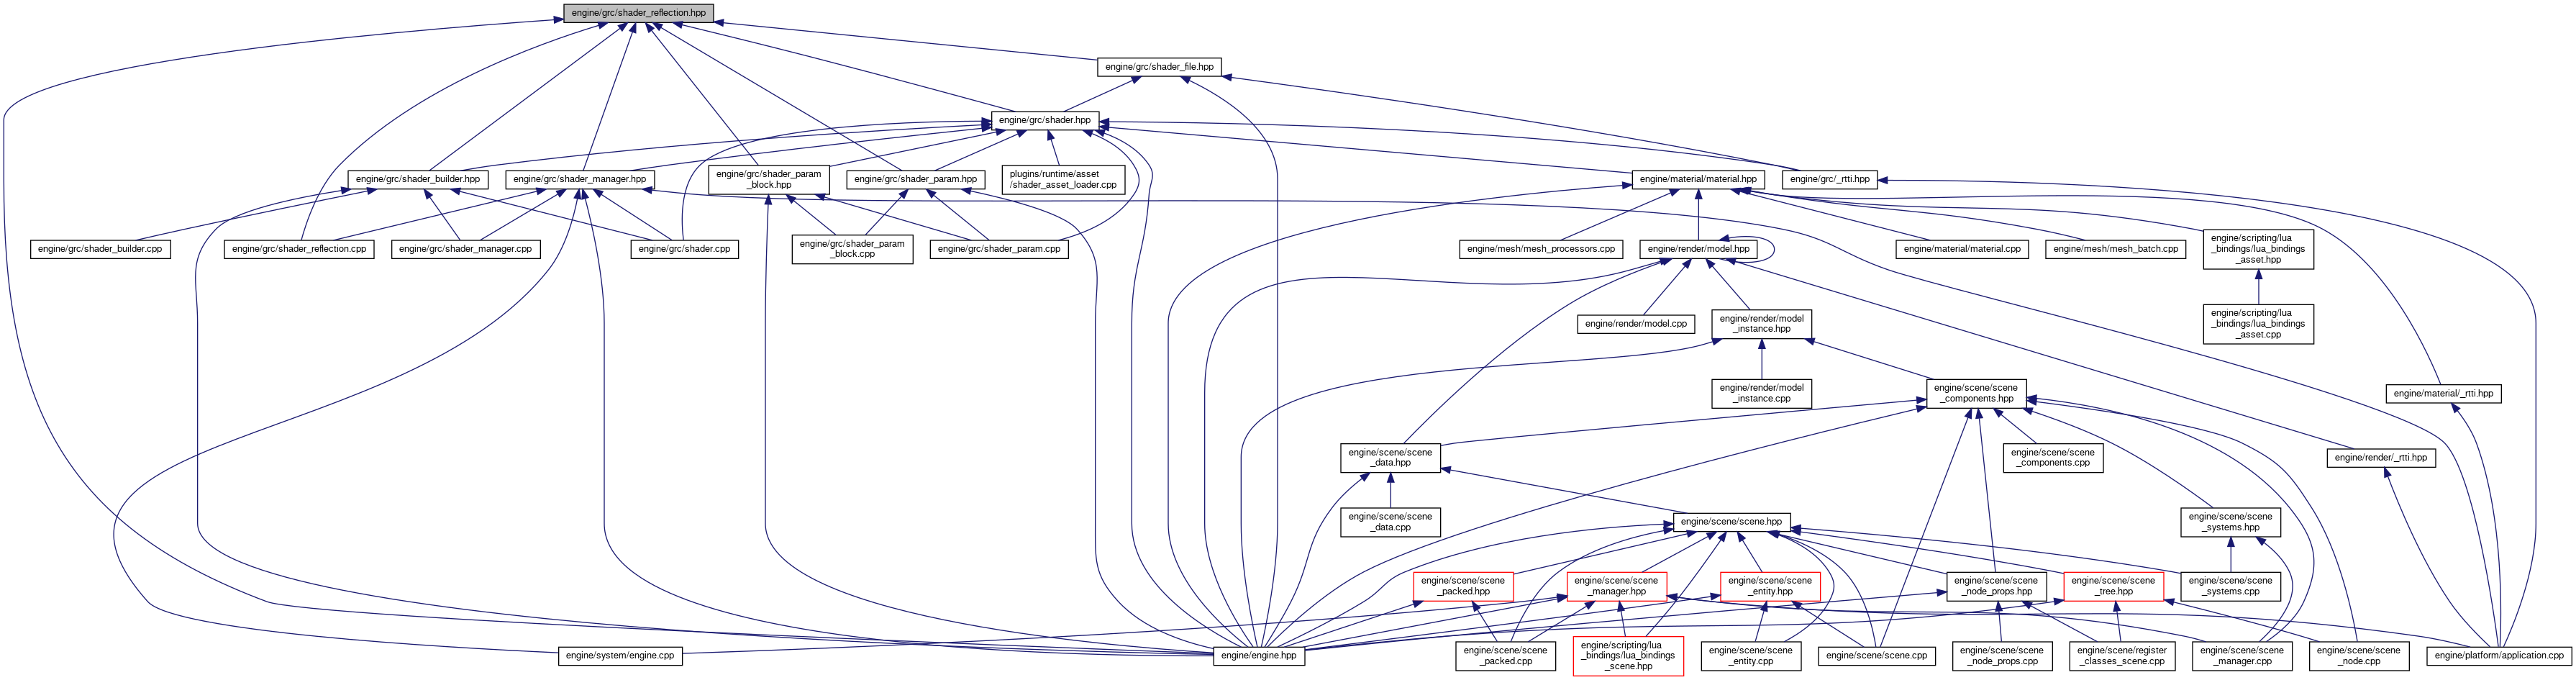 engine/grc/shader_reflection.hpp
engine/grc/shader_file.hpp
engine/grc/shader.hpp
engine/grc/shader_builder.hpp
engine/grc/shader_manager.hpp
engine/grc/shader_param
_block.hpp
engine/grc/shader_param.hpp
plugins/runtime/asset
/shader_asset_loader.cpp
engine/material/material.hpp
engine/grc/_rtti.hpp
engine/grc/shader_builder.cpp
engine/grc/shader_reflection.cpp
engine/grc/shader_manager.cpp
engine/grc/shader.cpp
engine/grc/shader_param
_block.cpp
engine/grc/shader_param.cpp
engine/mesh/mesh_processors.cpp
engine/render/model.hpp
engine/material/material.cpp
engine/mesh/mesh_batch.cpp
engine/scripting/lua
_bindings/lua_bindings
_asset.hpp
engine/render/model.cpp
engine/render/model
_instance.hpp
engine/scripting/lua
_bindings/lua_bindings
_asset.cpp
engine/render/model
_instance.cpp
engine/scene/scene
_components.hpp
engine/material/_rtti.hpp
engine/scene/scene
_data.hpp
engine/scene/scene
_components.cpp
engine/render/_rtti.hpp
engine/scene/scene
_data.cpp
engine/scene/scene.hpp
engine/scene/scene
_systems.hpp
engine/scene/scene
_packed.hpp
engine/scene/scene
_manager.hpp
engine/scene/scene
_entity.hpp
engine/scene/scene
_node_props.hpp
engine/scene/scene
_tree.hpp
engine/scene/scene
_systems.cpp
engine/system/engine.cpp
engine/engine.hpp
engine/scene/scene
_packed.cpp
engine/scripting/lua
_bindings/lua_bindings
_scene.hpp
engine/scene/scene
_entity.cpp
engine/scene/scene.cpp
engine/scene/scene
_node_props.cpp
engine/scene/register
_classes_scene.cpp
engine/scene/scene
_manager.cpp
engine/scene/scene
_node.cpp
engine/platform/application.cpp